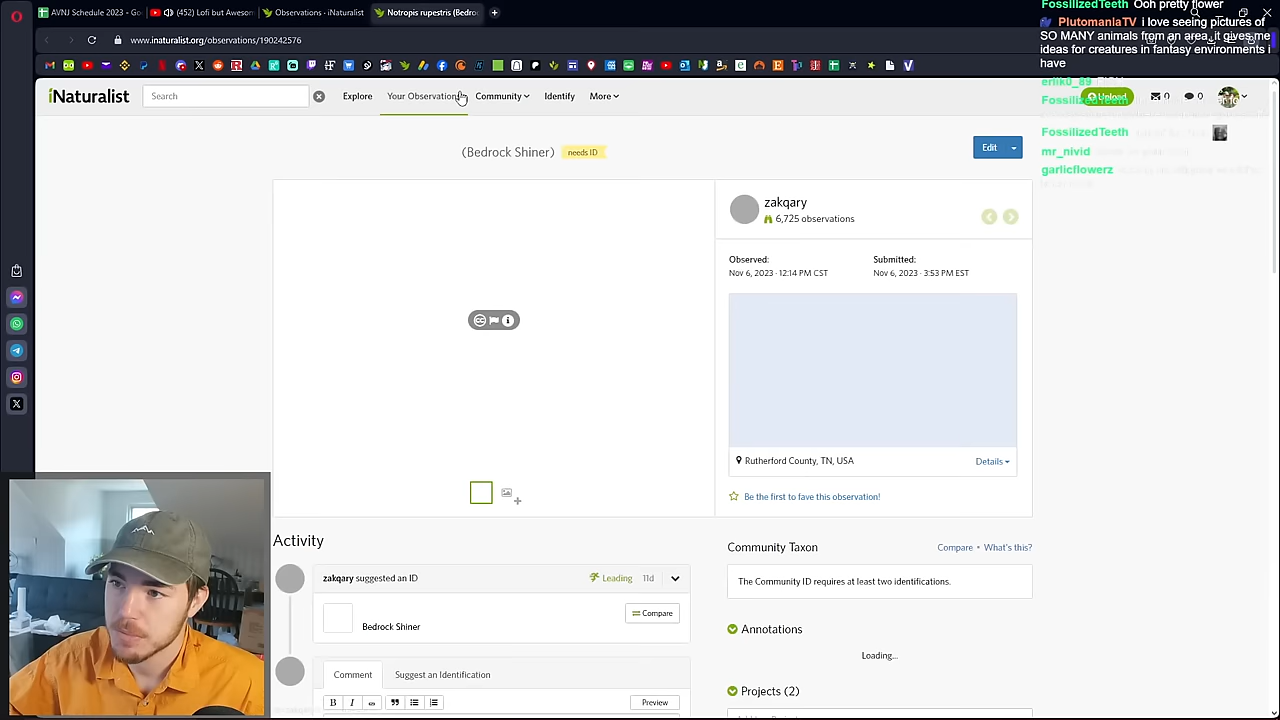 AVNJ Schedule 2023 - Go
(452) Lofi but Awesom
Observations · iNaturalist
Notropis rupestris (Bedro
www.inaturalist.org/observations/190242576
FossilizedTeeth Ooh pretty flower
PlutomaniaTV i love seeing pictures of
SO MANY animals from an area, it gives me
ideas for creatures in fantasy environments i
have
FossilizedTeeth
FossilizedTeeth
mr_nivid
garlicflowerz
iNaturalist
Search
Explore
Your Observations
Community
Identify
More
Upload
0
0
(Bedrock Shiner)
needs ID
Edit
zakqary
6,725 observations
Observed:
Submitted:
Nov 6, 2023 · 12:14 PM CST
Nov 6, 2023 · 3:53 PM EST
Rutherford County, TN, USA
Details
Be the first to fave this observation!
Activity
zakqary suggested an ID
Leading
11d
Bedrock Shiner
Compare
Comment
Suggest an Identification
B I
Preview
Community Taxon
Compare · What's this?
The Community ID requires at least two identifications.
Annotations
Loading...
Projects (2)